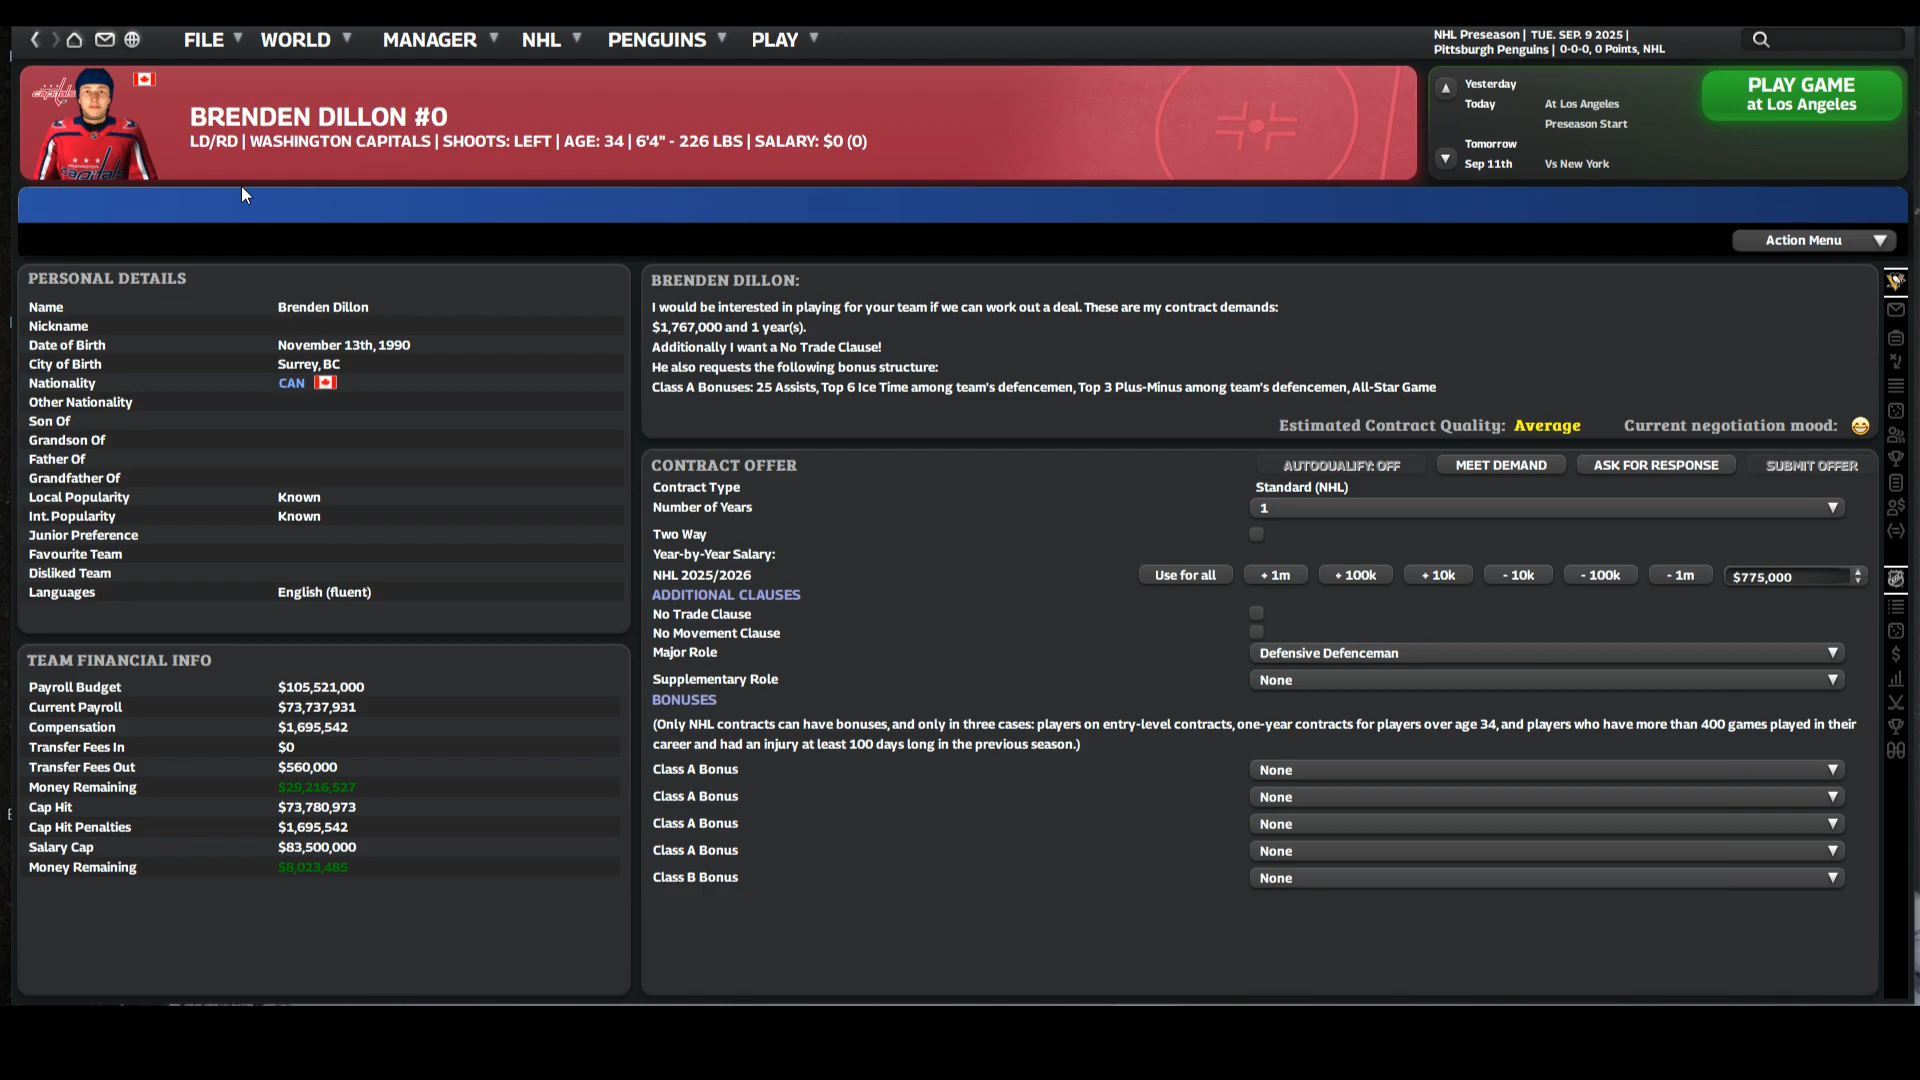 FILE WORLD MANAGER NHL PENGUINS PLAY
NHL Preseason | TUE. SEP. 9 2025 |
Pittsburgh Penguins | 0-0-0, 0 Points, NHL
BRENDEN DILLON #0
LD/RD | WASHINGTON CAPITALS | SHOOTS: LEFT | AGE: 34 | 6'4" - 226 LBS | SALARY: $0 (0)
Yesterday
Today At Los Angeles
Preseason Start
Tomorrow
Sep 11th Vs New York
PLAY GAME
at Los Angeles
Action Menu
PERSONAL DETAILS
Name Brenden Dillon
Nickname
Date of Birth November 13th, 1990
City of Birth Surrey, BC
Nationality CAN
Other Nationality
Son Of
Grandson Of
Father Of
Grandfather Of
Local Popularity Known
Int. Popularity Known
Junior Preference
Favourite Team
Disliked Team
Languages English (fluent)
TEAM FINANCIAL INFO
Payroll Budget $105,521,000
Current Payroll $73,737,931
Compensation $1,695,542
Transfer Fees In $0
Transfer Fees Out $560,000
Money Remaining $29,216,527
Cap Hit $73,780,973
Cap Hit Penalties $1,695,542
Salary Cap $83,500,000
Money Remaining $8,023,485
BRENDEN DILLON:
I would be interested in playing for your team if we can work out a deal. These are my contract demands:
$1,767,000 and 1 year(s).
Additionally I want a No Trade Clause!
He also requests the following bonus structure:
Class A Bonuses: 25 Assists, Top 6 Ice Time among team's defencemen, Top 3 Plus-Minus among team's defencemen, All-Star Game
Estimated Contract Quality: Average Current negotiation mood:
CONTRACT OFFER AUTOQUALIFY: OFF MEET DEMAND ASK FOR RESPONSE SUBMIT OFFER
Contract Type Standard (NHL)
Number of Years 1
Two Way
Year-by-Year Salary:
NHL 2025/2026 Use for all + 1m + 100k + 10k - 10k - 100k - 1m $775,000
ADDITIONAL CLAUSES
No Trade Clause
No Movement Clause
Major Role Defensive Defenceman
Supplementary Role None
BONUSES
(Only NHL contracts can have bonuses, and only in three cases: players on entry-level contracts, one-year contracts for players over age 34, and players who have more than 400 games played in their
career and had an injury at least 100 days long in the previous season.)
Class A Bonus None
Class A Bonus None
Class A Bonus None
Class A Bonus None
Class B Bonus None